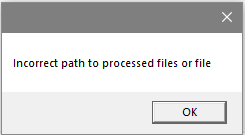 Incorrect path to processed files or file
OK